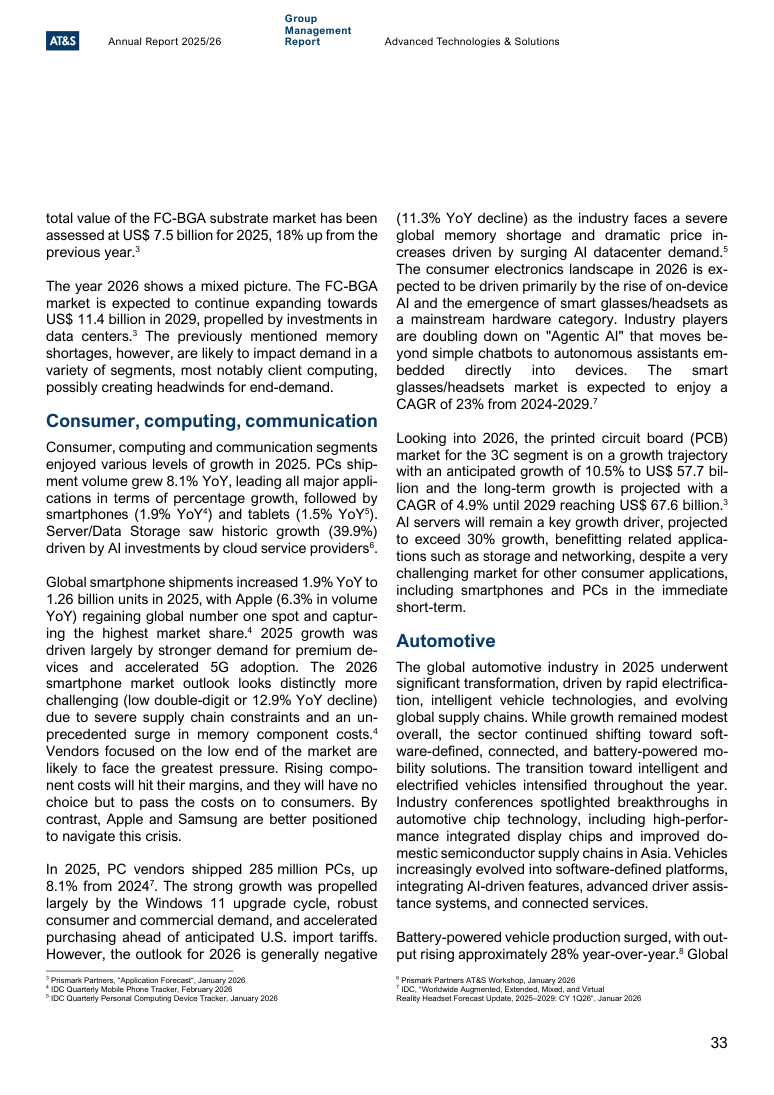 AT&S
Annual Report 2025/26
Group
Management
Report
Advanced Technologies & Solutions
total value of the FC-BGA substrate market has been
assessed at US$ 7.5 billion for 2025, 18% up from the
previous year.³
The year 2026 shows a mixed picture. The FC-BGA
market is expected to continue expanding towards
US$ 11.4 billion in 2029, propelled by investments in
data centers.³ The previously mentioned memory
shortages, however, are likely to impact demand in a
variety of segments, most notably client computing,
possibly creating headwinds for end-demand.
Consumer, computing, communication
Consumer, computing and communication segments
enjoyed various levels of growth in 2025. PCs ship-
ment volume grew 8.1% YoY, leading all major appli-
cations in terms of percentage growth, followed by
smartphones (1.9% YoY⁴) and tablets (1.5% YoY⁵).
Server/Data Storage saw historic growth (39.9%)
driven by AI investments by cloud service providers⁶.
Global smartphone shipments increased 1.9% YoY to
1.26 billion units in 2025, with Apple (6.3% in volume
YoY) regaining global number one spot and captur-
ing the highest market share.⁴ 2025 growth was
driven largely by stronger demand for premium de-
vices and accelerated 5G adoption. The 2026
smartphone market outlook looks distinctly more
challenging (low double-digit or 12.9% YoY decline)
due to severe supply chain constraints and an un-
precedented surge in memory component costs.⁴
Vendors focused on the low end of the market are
likely to face the greatest pressure. Rising compo-
nent costs will hit their margins, and they will have no
choice but to pass the costs on to consumers. By
contrast, Apple and Samsung are better positioned
to navigate this crisis.
In 2025, PC vendors shipped 285 million PCs, up
8.1% from 2024⁷. The strong growth was propelled
largely by the Windows 11 upgrade cycle, robust
consumer and commercial demand, and accelerated
purchasing ahead of anticipated U.S. import tariffs.
However, the outlook for 2026 is generally negative
(11.3% YoY decline) as the industry faces a severe
global memory shortage and dramatic price in-
creases driven by surging AI datacenter demand.⁵
The consumer electronics landscape in 2026 is ex-
pected to be driven primarily by the rise of on-device
AI and the emergence of smart glasses/headsets as
a mainstream hardware category. Industry players
are doubling down on "Agentic AI" that moves be-
yond simple chatbots to autonomous assistants em-
bedded directly into devices. The smart
glasses/headsets market is expected to enjoy a
CAGR of 23% from 2024-2029.⁷
Looking into 2026, the printed circuit board (PCB)
market for the 3C segment is on a growth trajectory
with an anticipated growth of 10.5% to US$ 57.7 bil-
lion and the long-term growth is projected with a
CAGR of 4.9% until 2029 reaching US$ 67.6 billion.³
AI servers will remain a key growth driver, projected
to exceed 30% growth, benefitting related applica-
tions such as storage and networking, despite a very
challenging market for other consumer applications,
including smartphones and PCs in the immediate
short-term.
Automotive
The global automotive industry in 2025 underwent
significant transformation, driven by rapid electrifica-
tion, intelligent vehicle technologies, and evolving
global supply chains. While growth remained modest
overall, the sector continued shifting toward soft-
ware-defined, connected, and battery-powered mo-
bility solutions. The transition toward intelligent and
electrified vehicles intensified throughout the year.
Industry conferences spotlighted breakthroughs in
automotive chip technology, including high-perfor-
mance integrated display chips and improved do-
mestic semiconductor supply chains in Asia. Vehicles
increasingly evolved into software-defined platforms,
integrating AI-driven features, advanced driver assis-
tance systems, and connected services.
Battery-powered vehicle production surged, with out-
put rising approximately 28% year-over-year.⁸ Global
³ Prismark Partners, "Application Forecast", January 2026
⁴ IDC Quarterly Mobile Phone Tracker, February 2026
⁵ IDC Quarterly Personal Computing Device Tracker, January 2026
⁶ Prismark Partners AT&S Workshop, January 2026
⁷ IDC, "Worldwide Augmented, Extended, Mixed, and Virtual
Reality Headset Forecast Update, 2025–2029: CY 1Q26", Januar 2026
33